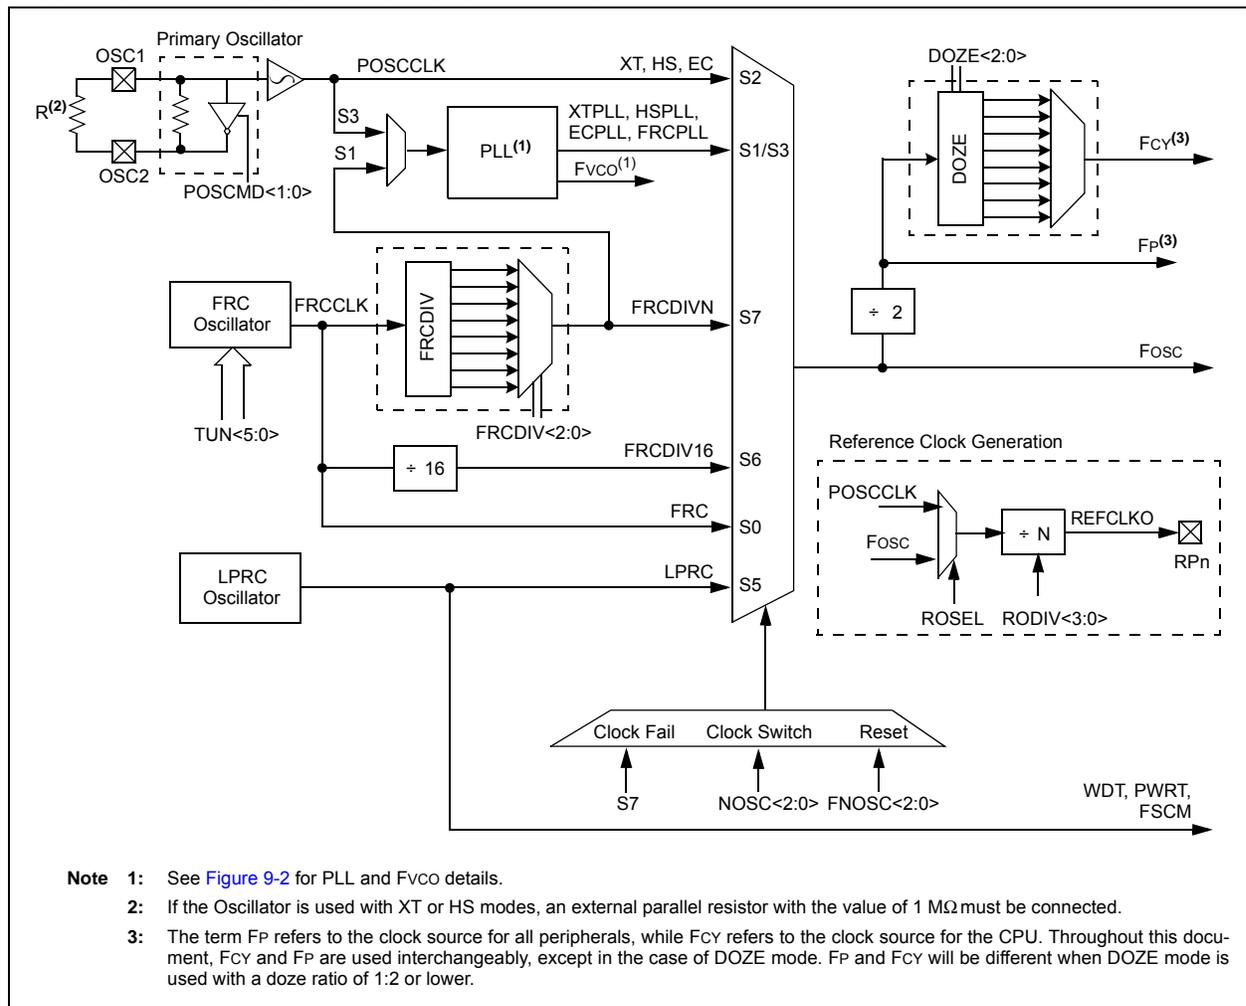 Primary Oscillator
OSC1
R(2)
OSC2
POSCMD<1:0>
POSCCLK
XT, HS, EC
S2
S3
S1
PLL(1)
XTPLL, HSPLL,
ECPLL, FRCPLL
S1/S3
FVCO(1)
DOZE<2:0>
DOZE
FCY(3)
FP(3)
÷ 2
FOSC
FRC
Oscillator
FRCCLK
TUN<5:0>
FRCDIV
FRCDIVN
S7
FRCDIV<2:0>
÷ 16
FRCDIV16
S6
FRC
S0
LPRC
Oscillator
LPRC
S5
Reference Clock Generation
POSCCLK
FOSC
÷ N
REFCLKO
RPn
ROSEL
RODIV<3:0>
Clock Fail
Clock Switch
Reset
S7
NOSC<2:0>
FNOSC<2:0>
WDT, PWRT,
FSCM
Note 1: See Figure 9-2 for PLL and FVCO details.
2: If the Oscillator is used with XT or HS modes, an external parallel resistor with the value of 1 MΩ must be connected.
3: The term FP refers to the clock source for all peripherals, while FCY refers to the clock source for the CPU. Throughout this docu-
ment, FCY and FP are used interchangeably, except in the case of DOZE mode. FP and FCY will be different when DOZE mode is
used with a doze ratio of 1:2 or lower.